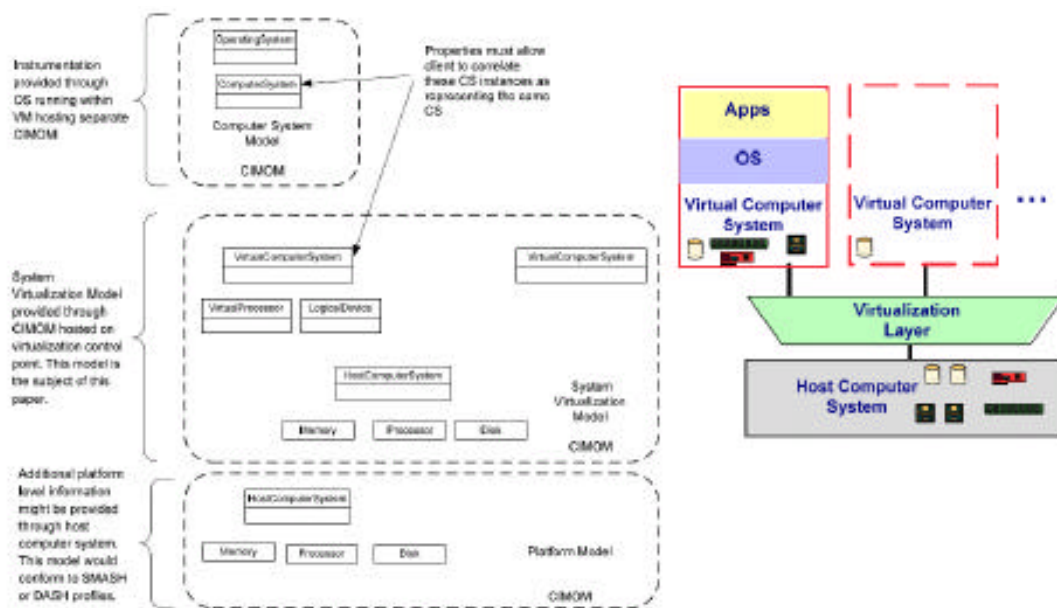 Instrumentation
provided through
OS running within
VM hosting separate
CIMOM
OperatingSystem
ComputerSystem
Computer System
Model
CIMOM
Properties must allow
client to correlate
these CS instances as
representing the same
CS
System
Virtualization Model
provided through
CIMOM hosted on
virtualization control
point. This model is
the subject of this
paper.
VirtualComputerSystem
VirtualComputerSystem
VirtualProcessor
LogicalDevice
HostComputerSystem
Memory
Processor
Disk
System
Virtualization
Model
CIMOM
Additional platform
level information
might be provided
through host
computer system.
This model would
conform to SMASH
or DASH profiles.
HostComputerSystem
Memory
Processor
Disk
Platform Model
CIMOM
Apps
OS
Virtual Computer
System
Virtual Computer
System
...
Virtualization
Layer
Host Computer
System